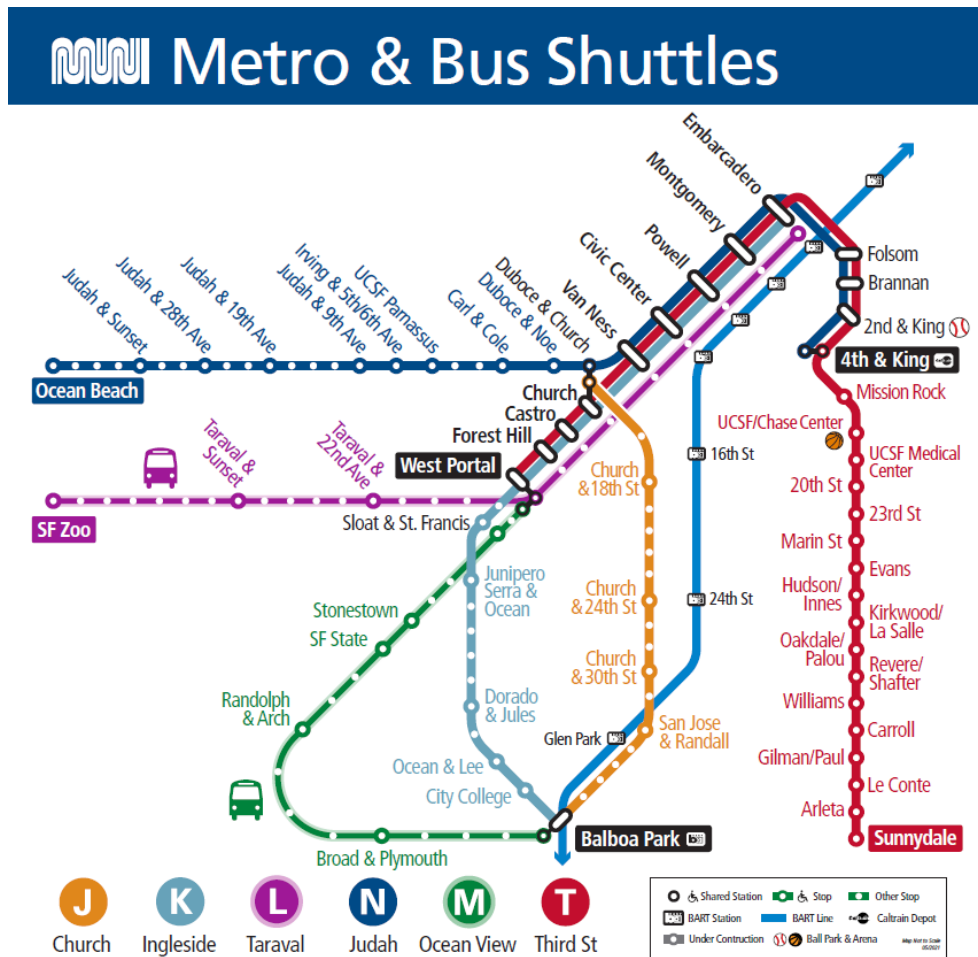 MUNI Metro & Bus Shuttles
Embarcadero
Montgomery
Powell
Civic Center
Van Ness
Duboce & Church
Duboce & Noe
Carl & Cole
UCSF Parnassus
Irving & 5th/6th Ave
Judah & 9th Ave
Judah & 19th Ave
Judah & 28th Ave
Judah & Sunset
Ocean Beach
Folsom
Brannan
2nd & King
4th & King
Church
Castro
Forest Hill
West Portal
Taraval &
Sunset
Taraval &
22nd Ave
SF Zoo
Sloat & St. Francis
Junipero
Serra &
Ocean
Stonestown
SF State
Randolph
& Arch
Dorado
& Jules
Ocean & Lee
City College
Broad & Plymouth
Church
& 18th St
Church
& 24th St
Church
& 30th St
San Jose
& Randall
16th St
24th St
Glen Park
Balboa Park
Mission Rock
UCSF/Chase Center
UCSF Medical
Center
20th St
23rd St
Marin St
Evans
Hudson/
Innes
Kirkwood/
La Salle
Oakdale/
Palou
Revere/
Shafter
Williams
Carroll
Gilman/Paul
Le Conte
Arleta
Sunnydale
J
Church
K
Ingleside
L
Taraval
N
Judah
M
Ocean View
T
Third St
Shared Station
Stop
Other Stop
BART Station
BART Line
Caltrain Depot
Under Construction
Ball Park & Arena
Map Not to Scale
05/2021